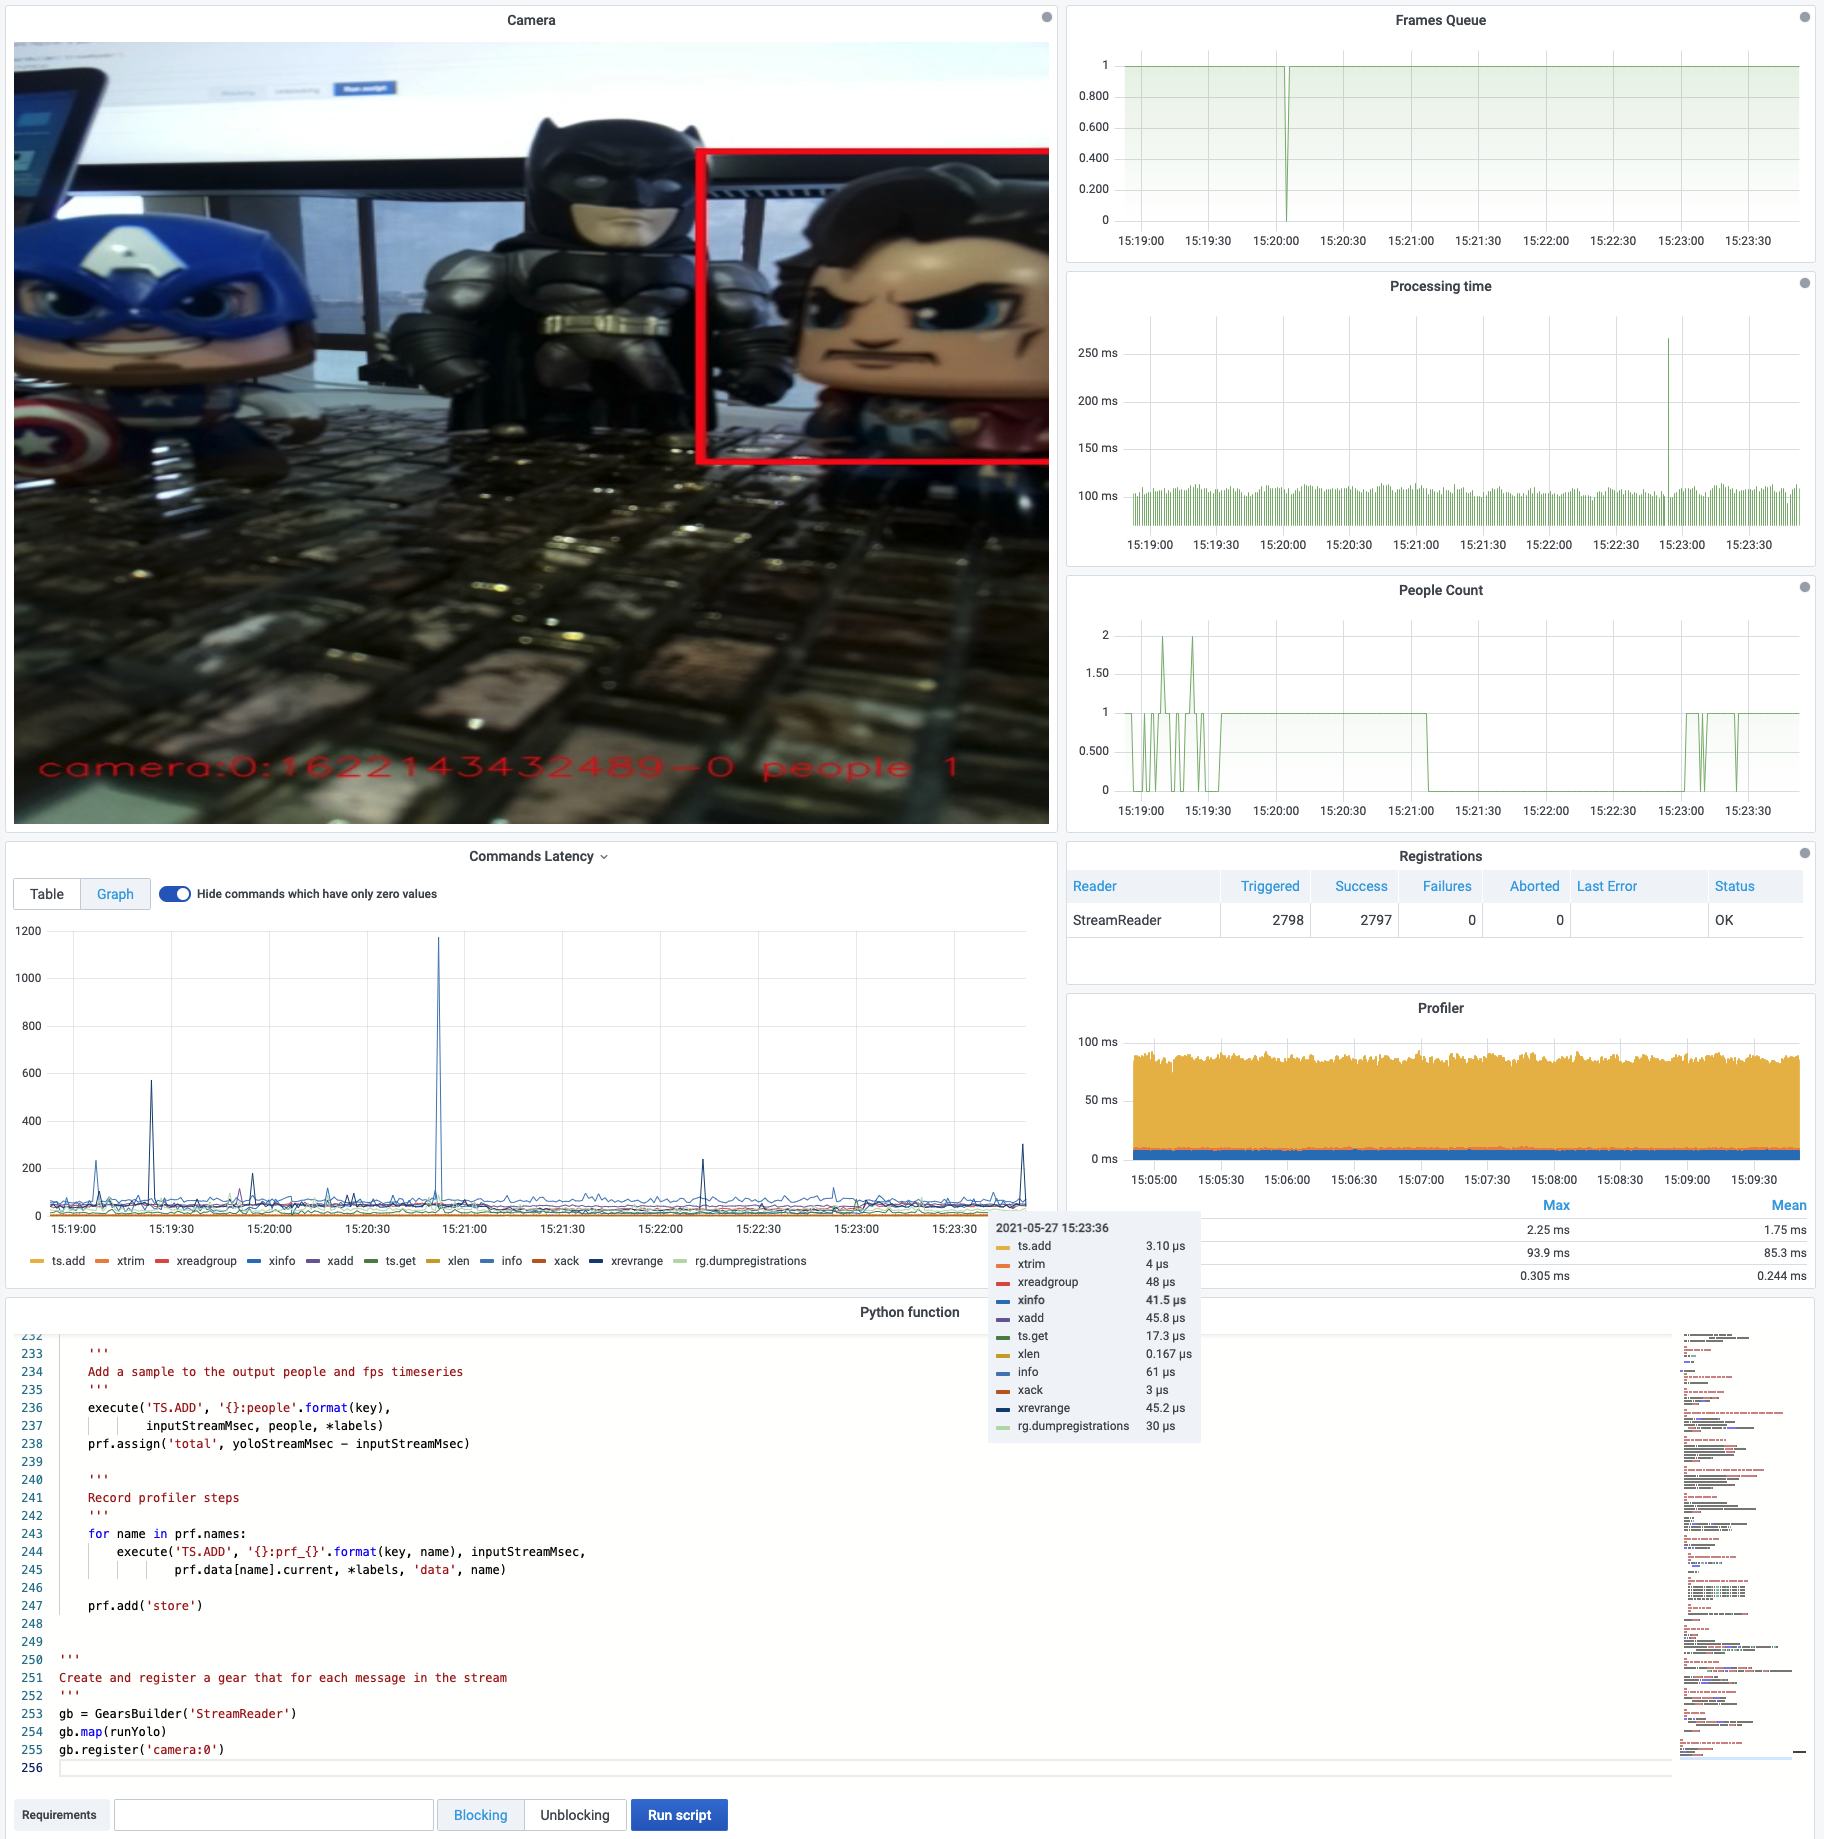 Camera
Run script
camera:0:1622143432489-0 people 1
Frames Queue
1
0.800
0.600
0.400
0.200
0
15:19:00 15:19:30 15:20:00 15:20:30 15:21:00 15:21:30 15:22:00 15:22:30 15:23:00 15:23:30
Processing time
250 ms
200 ms
150 ms
100 ms
15:19:00 15:19:30 15:20:00 15:20:30 15:21:00 15:21:30 15:22:00 15:22:30 15:23:00 15:23:30
People Count
2
1.50
1
0.500
0
15:19:00 15:19:30 15:20:00 15:20:30 15:21:00 15:21:30 15:22:00 15:22:30 15:23:00 15:23:30
Commands Latency
Table Graph Hide commands which have only zero values
1200
1000
800
600
400
200
0
15:19:00 15:19:30 15:20:00 15:20:30 15:21:00 15:21:30 15:22:00 15:22:30 15:23:00 15:23:30
ts.add xtrim xreadgroup xinfo xadd ts.get xlen info xack xrevrange rg.dumpregistrations
Registrations
Reader Triggered Success Failures Aborted Last Error Status
StreamReader 2798 2797 0 0 OK
Profiler
100 ms
50 ms
0 ms
15:05:00 15:05:30 15:06:00 15:06:30 15:07:00 15:07:30 15:08:00 15:08:30 15:09:00 15:09:30
Max Mean
2.25 ms 1.75 ms
93.9 ms 85.3 ms
0.305 ms 0.244 ms
2021-05-27 15:23:36
ts.add 3.10 µs
xtrim 4 µs
xreadgroup 48 µs
xinfo 41.5 µs
xadd 45.8 µs
ts.get 17.3 µs
xlen 0.167 µs
info 61 µs
xack 3 µs
xrevrange 45.2 µs
rg.dumpregistrations 30 µs
Python function
232
233 '''
234 Add a sample to the output people and fps timeseries
235 '''
236 execute('TS.ADD', '{}:people'.format(key),
237 inputStreamMsec, people, *labels)
238 prf.assign('total', yoloStreamMsec - inputStreamMsec)
239
240 '''
241 Record profiler steps
242 '''
243 for name in prf.names:
244 execute('TS.ADD', '{}:prf_{}'.format(key, name), inputStreamMsec,
245 prf.data[name].current, *labels, 'data', name)
246
247 prf.add('store')
248
249
250 '''
251 Create and register a gear that for each message in the stream
252 '''
253 gb = GearsBuilder('StreamReader')
254 gb.map(runYolo)
255 gb.register('camera:0')
256
Requirements Blocking Unblocking Run script